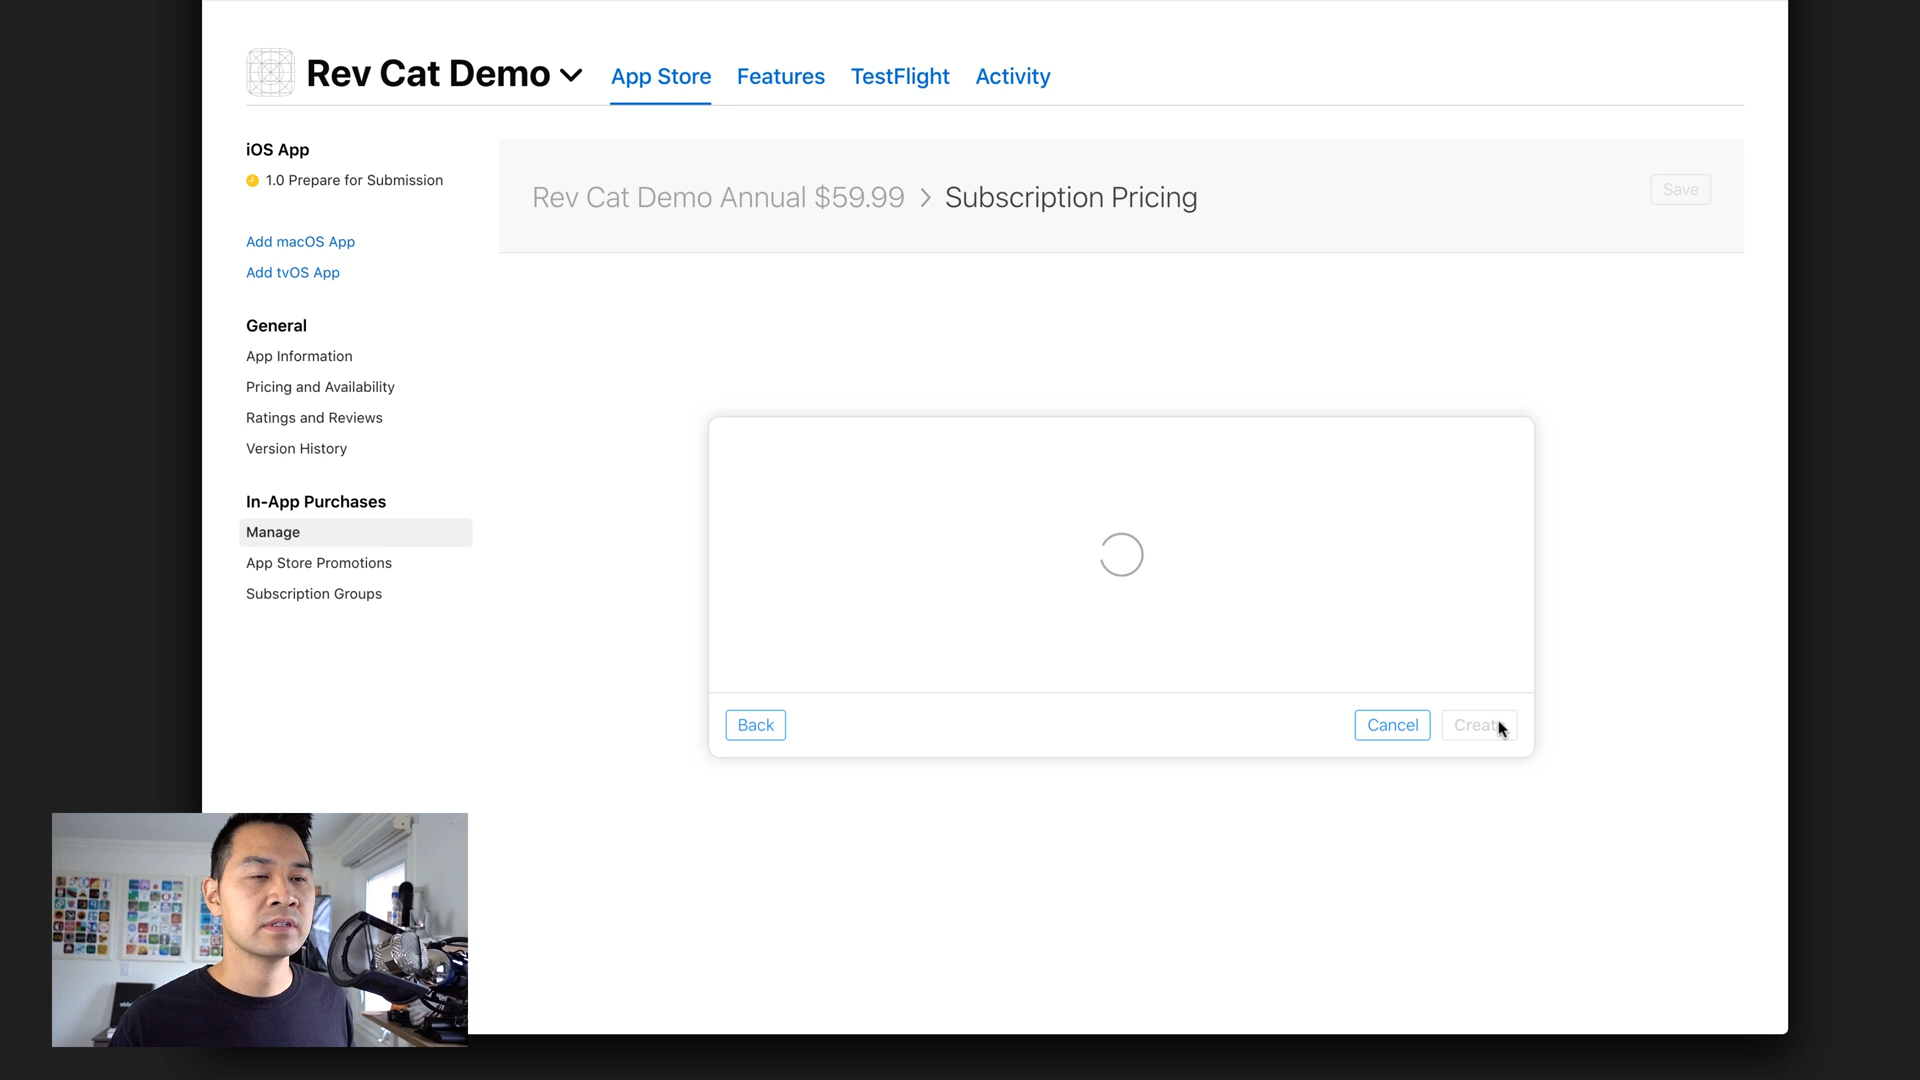 Rev Cat Demo
App Store
Features
TestFlight
Activity
iOS App
1.0 Prepare for Submission
Add macOS App
Add tvOS App
General
App Information
Pricing and Availability
Ratings and Reviews
Version History
In-App Purchases
Manage
App Store Promotions
Subscription Groups
Rev Cat Demo Annual $59.99 > Subscription Pricing
Save
Back
Cancel
Create